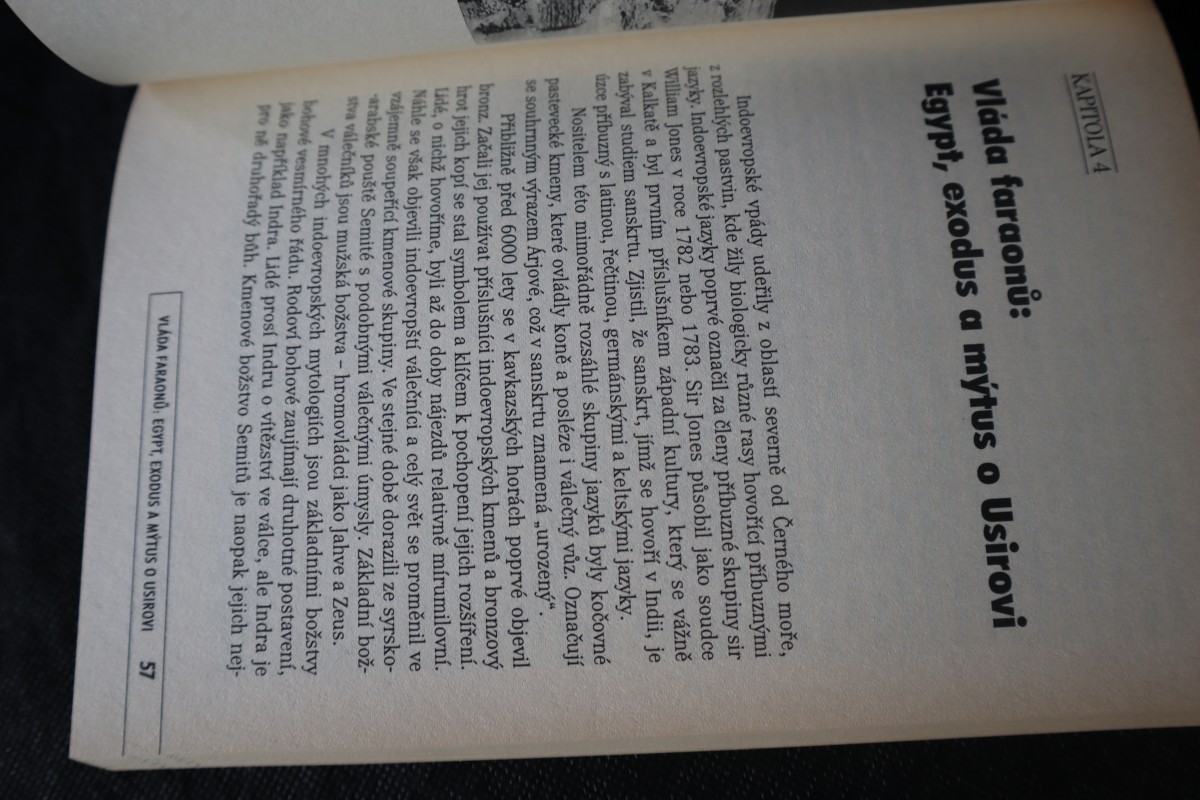 KAPITOLA 4
Vláda faraonů:
Egypt, exodus a mýtus o Usirovi
Indoevropské vpády udeřily z oblastí severně od Černého moře,
z rozlehlých pastvin, kde žily biologicky různé rasy hovořící příbuznými
jazyky. Indoevropské jazyky poprvé označil za členy příbuzné skupiny sir
William Jones v roce 1782 nebo 1783. Sir Jones působil jako soudce
v Kalkatě a byl prvním příslušníkem západní kultury, který se vážně
zabýval studiem sanskrtu. Zjistil, že sanskrt, jímž se hovoří v Indii, je
úzce příbuzný s latinou, řečtinou, germánskými a keltskými jazyky.
Nositelem této mimořádně rozsáhlé skupiny jazyků byly kočovné
pastevecké kmeny, které ovládly koně a posléze i válečný vůz. Označují
se souhrnným výrazem Árjové, což v sanskrtu znamená „urozený“.
Přibližně před 6000 lety se v kavkazských horách poprvé objevil
bronz. Začali jej používat příslušníci indoevropských kmenů a bronzový
hrot jejich kopí se stal symbolem a klíčem k pochopení jejich rozšíření.
Lidé, o nichž hovoříme, byli až do doby nájezdů relativně mírumilovní.
Náhle se však objevili indoevropští válečníci a celý svět se proměnil ve
vzájemně soupeřící kmenové skupiny. Ve stejné době dorazili ze syrsko-
-arabské pouště Semité s podobnými válečnými úmysly. Základní bož-
stva válečníků jsou mužská božstva – hromovládci jako Jahve a Zeus.
V mnohých indoevropských mytologiích jsou základními božstvy
bohové vesmírného řádu. Rodoví bohové zaujímají druhotné postavení,
jako například Indra. Lidé prosí Indru o vítězství ve válce, ale Indra je
pro ně druhořadý bůh. Kmenové božstvo Semitů je naopak jejich nej-
VLÁDA FARAONŮ: EGYPT, EXODUS A MÝTUS O USIROVI 57